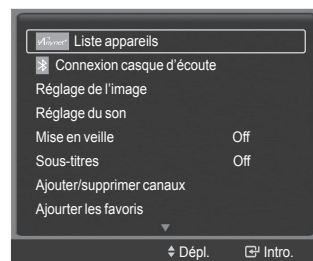 Anynet+ Liste appareils
Connexion casque d'écoute
Réglage de l'image
Réglage du son
Mise en veille Off
Sous-titres Off
Ajouter/supprimer canaux
Ajourter les favoris
Dépl. Intro.